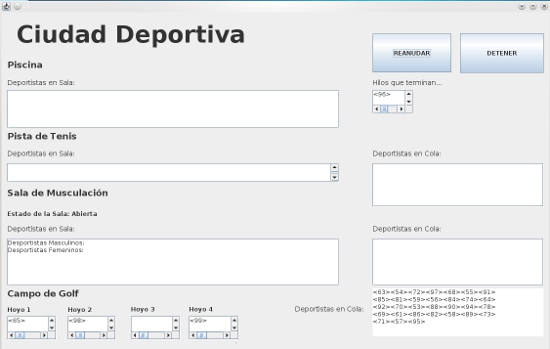 Ciudad Deportiva
REANUDAR
DETENER
Piscina
Deportistas en Sala:
Hilos que terminan...
<96>
Pista de Tenis
Deportistas en Sala:
Deportistas en Cola:
Sala de Musculación
Estado de la Sala: Abierta
Deportistas en Sala:
Deportistas en Cola:
Desportistas Masculinos:
Desportistas Femeninos:
Campo de Golf
Hoyo 1
Hoyo 2
Hoyo 3
Hoyo 4
Deportistas en Cola:
<65>
<98>
<99>
<63><54><72><97><68><55><91>
<85><81><59><56><84><74><64>
<92><70><53><88><90><94><78>
<69><61><86><82><58><89><73>
<71><57><95>